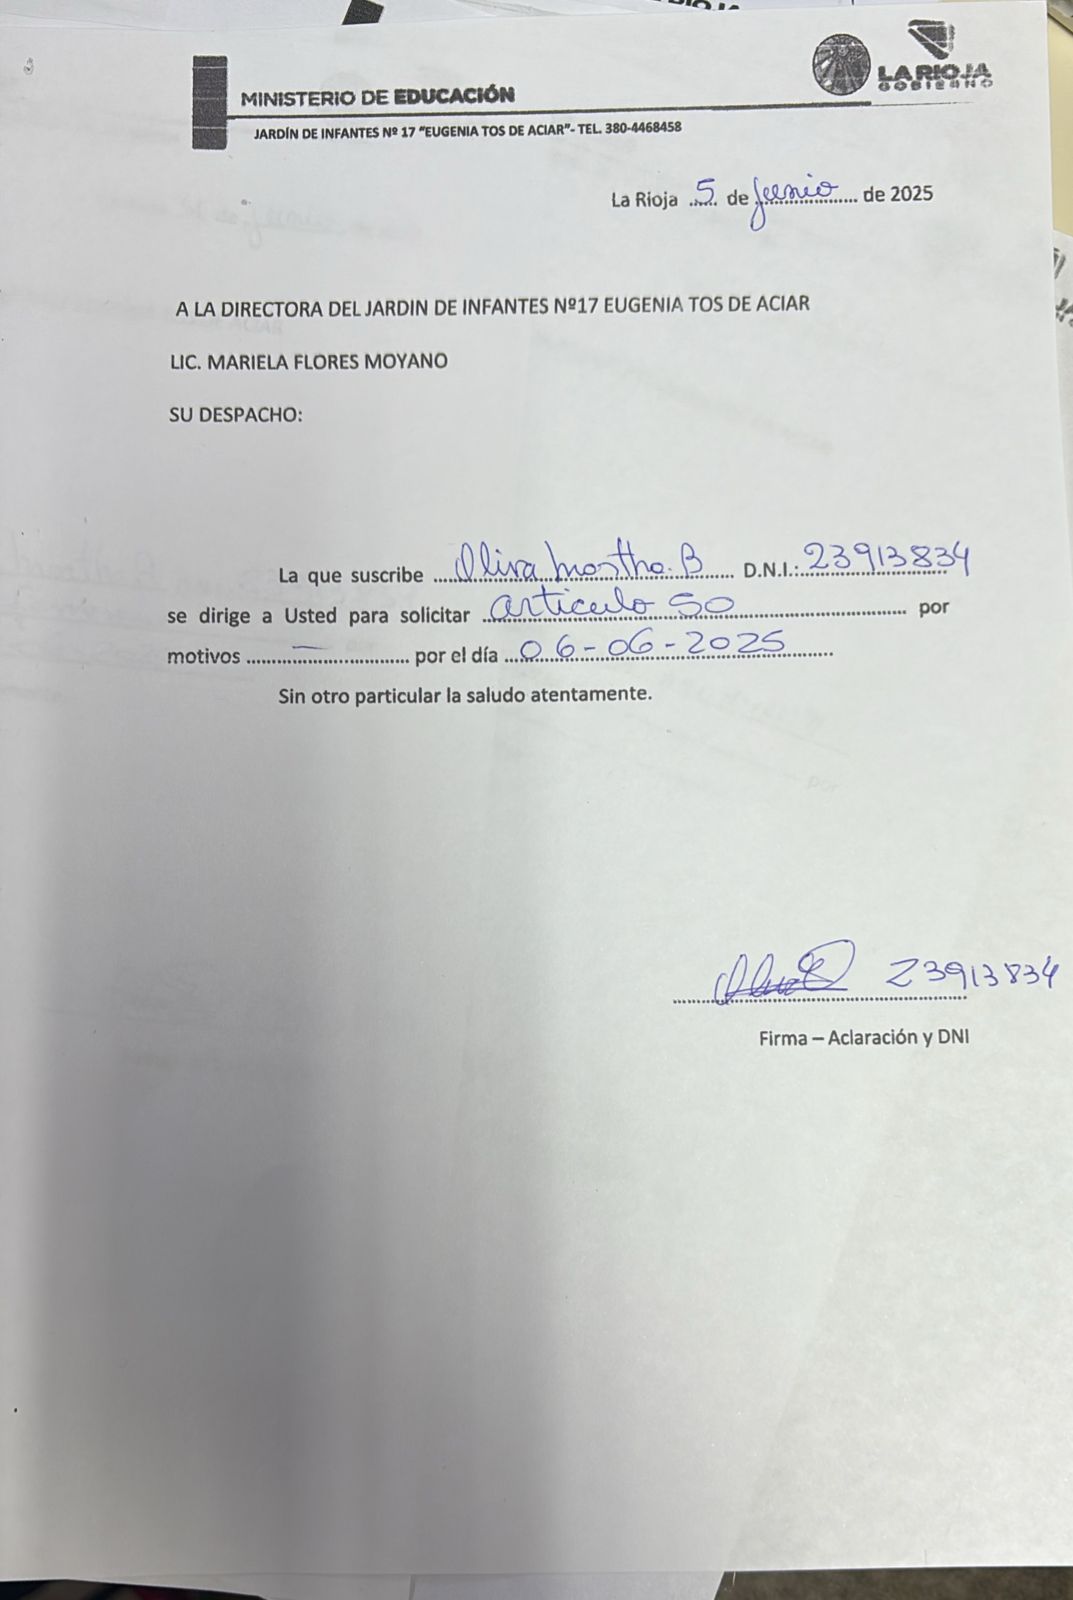 MINISTERIO DE EDUCACIÓN
LA RIOJA
GOBIERNO
JARDÍN DE INFANTES Nº 17 "EUGENIA TOS DE ACIAR"- TEL. 380-4468458
La Rioja 5 de junio de 2025
A LA DIRECTORA DEL JARDIN DE INFANTES Nº17 EUGENIA TOS DE ACIAR
LIC. MARIELA FLORES MOYANO
SU DESPACHO:
La que suscribe Oliva Martha. B D.N.I.: 23913834
se dirige a Usted para solicitar articulo 50 por
motivos — por el día 06-06-2025
Sin otro particular la saludo atentamente.
23913834
Firma – Aclaración y DNI